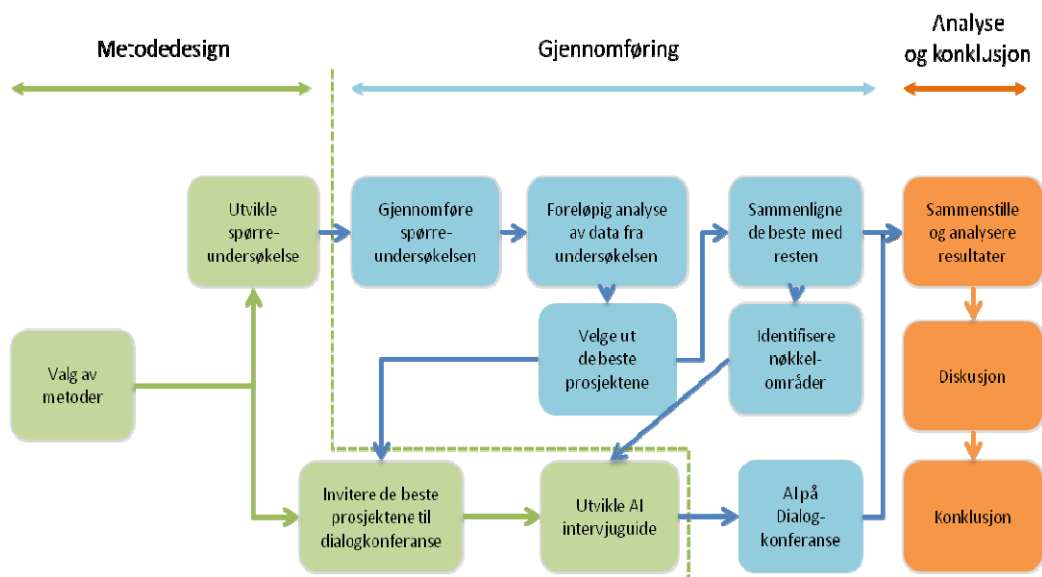 Metodedesign
Gjennomføring
Analyse
og konklusjon
Utvikle
spørre-
undersøkelse
Gjennomføre
spørre-
undersøkelsen
Foreløpig analyse
av data fra
undersøkelsen
Sammenligne
de beste med
resten
Sammenstille
og analysere
resultater
Valg av
metoder
Velge ut
de beste
prosjektene
Identifisere
nøkkel-
områder
Diskusjon
Invitere de beste
prosjektene til
dialogkonferanse
Utvikle AI
intervjuguide
AI på
Dialog-
konferanse
Konklusjon